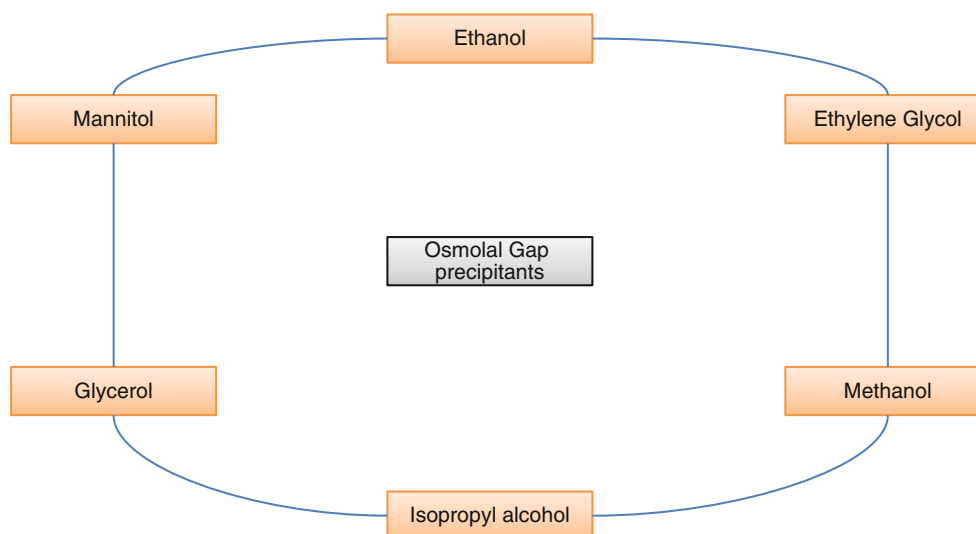 Ethanol
Mannitol
Ethylene Glycol
Osmolal Gap
precipitants
Glycerol
Methanol
Isopropyl alcohol